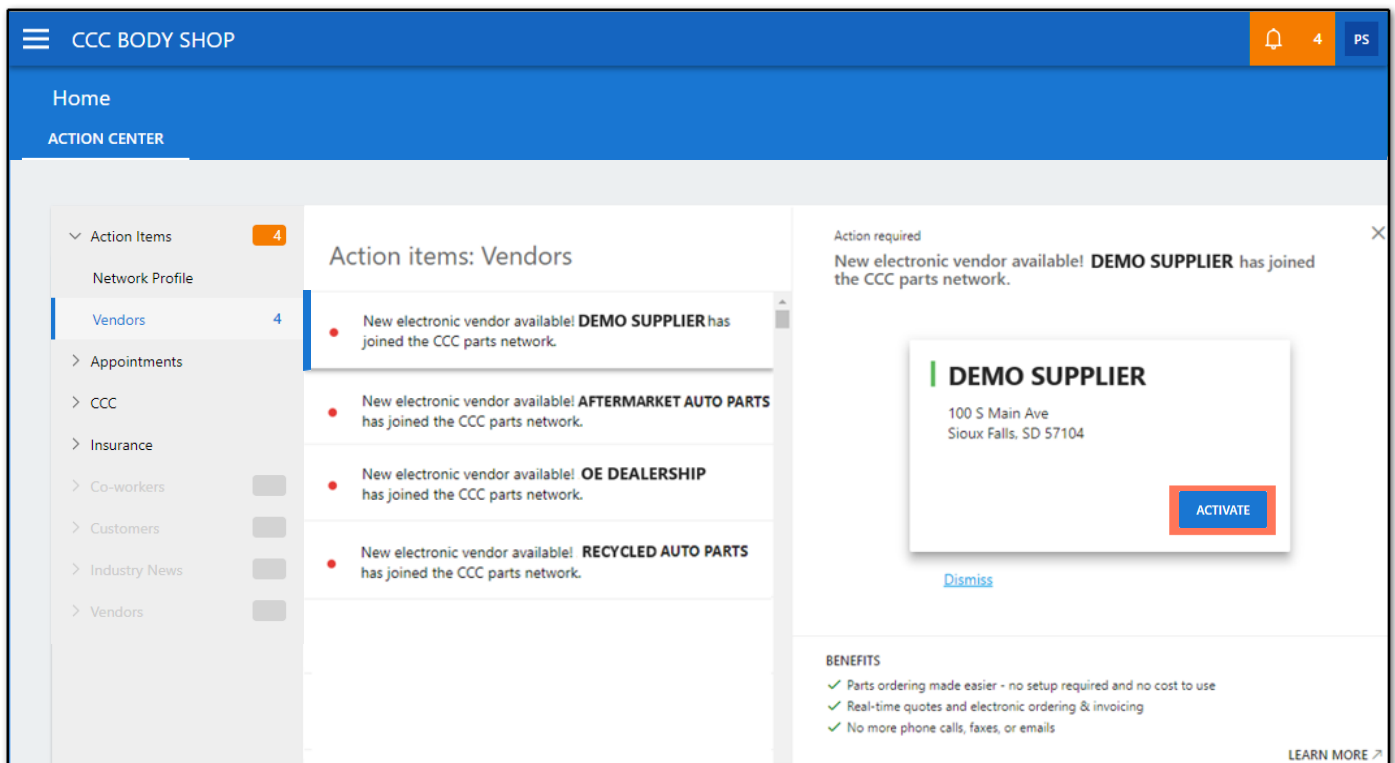 CCC BODY SHOP
4
PS
Home
ACTION CENTER
Action Items
4
Network Profile
Vendors
4
Appointments
CCC
Insurance
Co-workers
Customers
Industry News
Vendors
Action items: Vendors
New electronic vendor available! DEMO SUPPLIER has
joined the CCC parts network.
New electronic vendor available! AFTERMARKET AUTO PARTS
has joined the CCC parts network.
New electronic vendor available! OE DEALERSHIP
has joined the CCC parts network.
New electronic vendor available! RECYCLED AUTO PARTS
has joined the CCC parts network.
Action required
New electronic vendor available! DEMO SUPPLIER has joined
the CCC parts network.
DEMO SUPPLIER
100 S Main Ave
Sioux Falls, SD 57104
ACTIVATE
Dismiss
BENEFITS
Parts ordering made easier - no setup required and no cost to use
Real-time quotes and electronic ordering & invoicing
No more phone calls, faxes, or emails
LEARN MORE